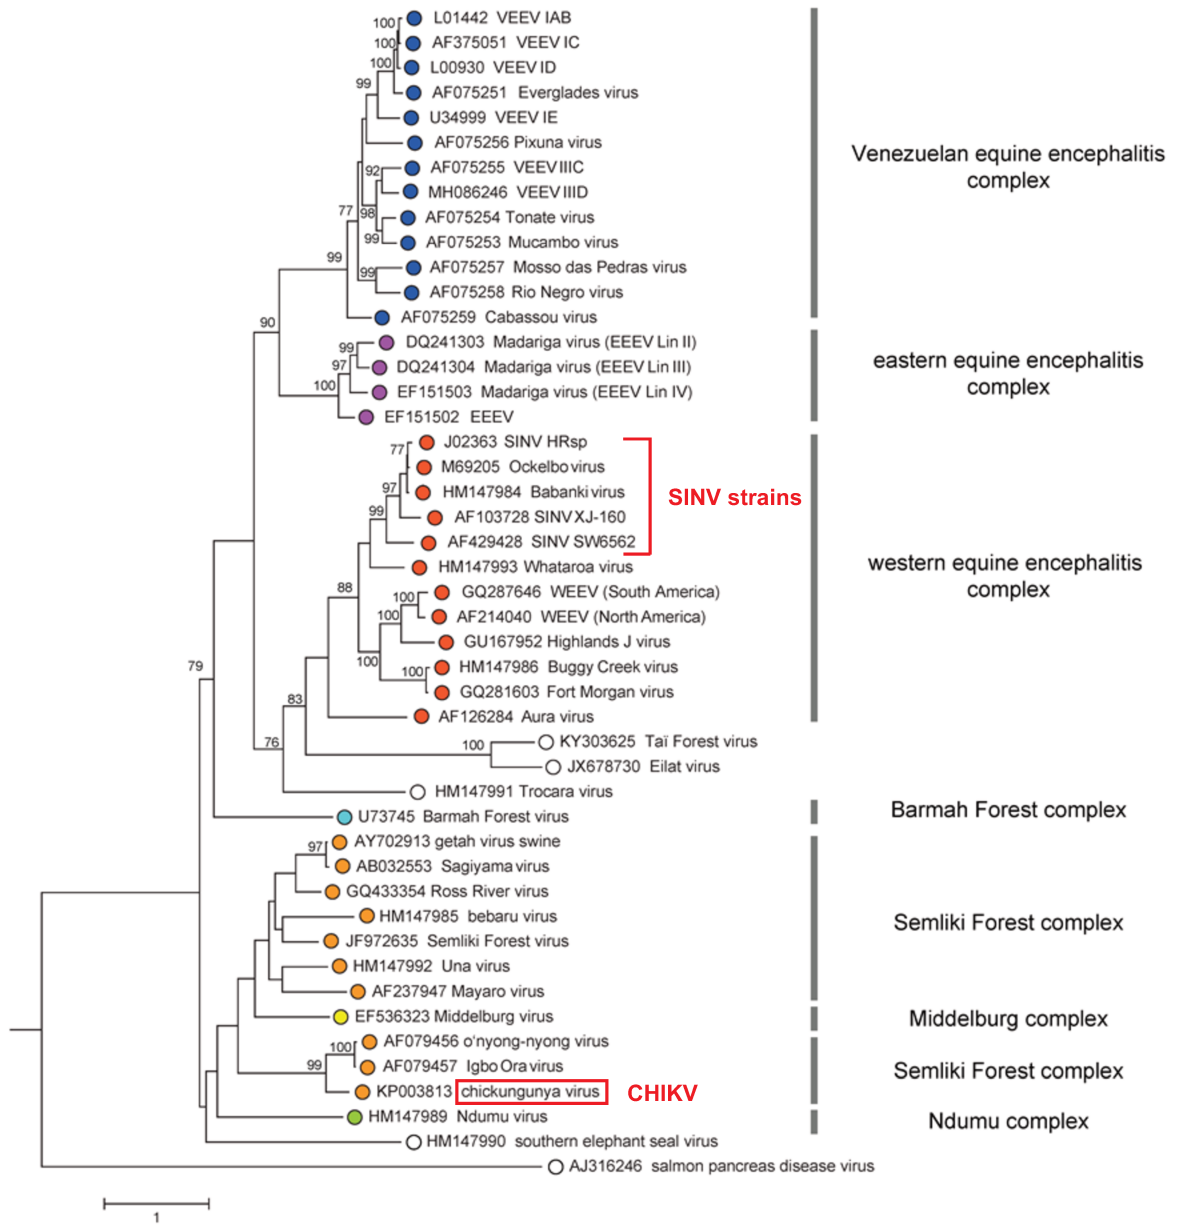 L01442 VEEV IAB
AF375051 VEEV IC
L00930 VEEV ID
AF075251 Everglades virus
U34999 VEEV IE
AF075256 Pixuna virus
AF075255 VEEV IIIC
MH086246 VEEV IIID
AF075254 Tonate virus
AF075253 Mucambo virus
AF075257 Mosso das Pedras virus
AF075258 Rio Negro virus
AF075259 Cabassou virus
Venezuelan equine encephalitis
complex
100
100
100
99
92
98
99
77
99
99
90
DQ241303 Madariga virus (EEEV Lin II)
DQ241304 Madariga virus (EEEV Lin III)
EF151503 Madariga virus (EEEV Lin IV)
EF151502 EEEV
eastern equine encephalitis
complex
99
97
100
J02363 SINV HRsp
M69205 Ockelbo virus
HM147984 Babanki virus
AF103728 SINV XJ-160
AF429428 SINV SW6562
SINV strains
HM147993 Whataroa virus
GQ287646 WEEV (South America)
AF214040 WEEV (North America)
GU167952 Highlands J virus
HM147986 Buggy Creek virus
GQ281603 Fort Morgan virus
AF126284 Aura virus
western equine encephalitis
complex
77
97
99
88
100
100
100
100
83
76
79
100
KY303625 Taï Forest virus
JX678730 Eilat virus
HM147991 Trocara virus
U73745 Barmah Forest virus
Barmah Forest complex
97
AY702913 getah virus swine
AB032553 Sagiyama virus
GQ433354 Ross River virus
HM147985 bebaru virus
JF972635 Semliki Forest virus
HM147992 Una virus
AF237947 Mayaro virus
Semliki Forest complex
EF536323 Middelburg virus
Middelburg complex
100
99
AF079456 o'nyong-nyong virus
AF079457 Igbo Ora virus
KP003813 chickungunya virus
CHIKV
Semliki Forest complex
HM147989 Ndumu virus
Ndumu complex
HM147990 southern elephant seal virus
AJ316246 salmon pancreas disease virus
1